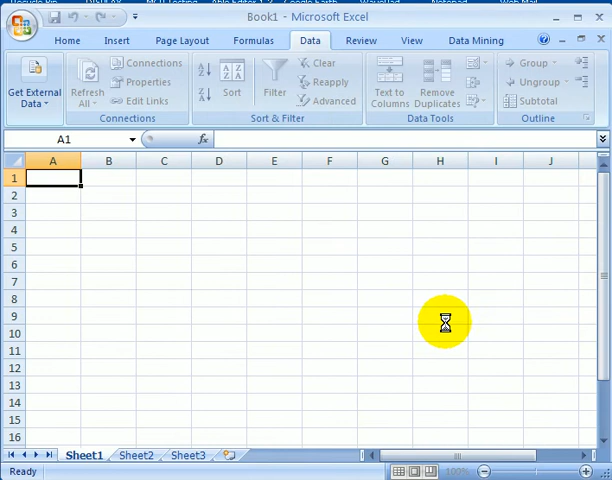 Book1 - Microsoft Excel
Home Insert Page Layout Formulas Data Review View Data Mining
Get External Data
Refresh All
Connections
Properties
Edit Links
Connections
A
Z
Z
A
Z A
A Z
Sort
Filter
Clear
Reapply
Advanced
Sort & Filter
Text to Columns
Remove Duplicates
Data Tools
Group
Ungroup
Subtotal
Outline
A1 fx
A B C D E F G H I J
1
2
3
4
5
6
7
8
9
10
11
12
13
14
15
16
Sheet1 Sheet2 Sheet3
Ready 100%